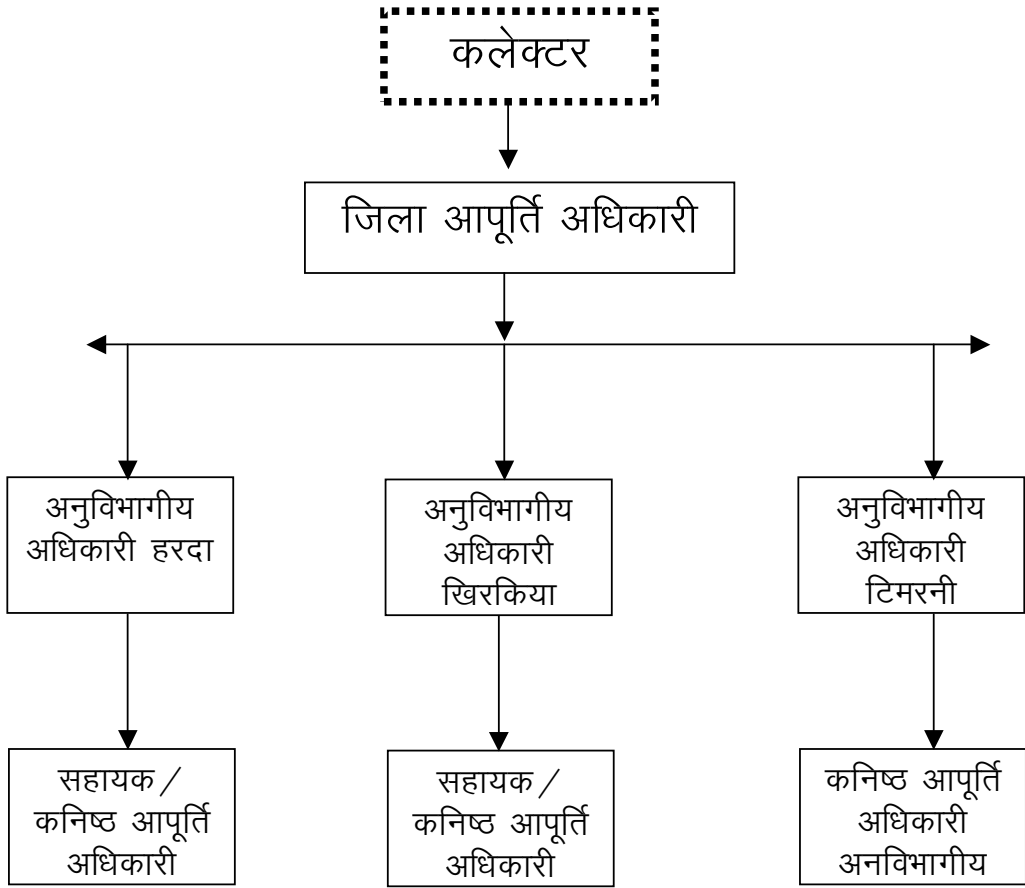 कलेक्टर
जिला आपूर्ति अधिकारी
अनुविभागीय
अधिकारी हरदा
अनुविभागीय
अधिकारी
खिरकिया
अनुविभागीय
अधिकारी
टिमरनी
सहायक/
कनिष्ठ आपूर्ति
अधिकारी
सहायक/
कनिष्ठ आपूर्ति
अधिकारी
कनिष्ठ आपूर्ति
अधिकारी
अनविभागीय